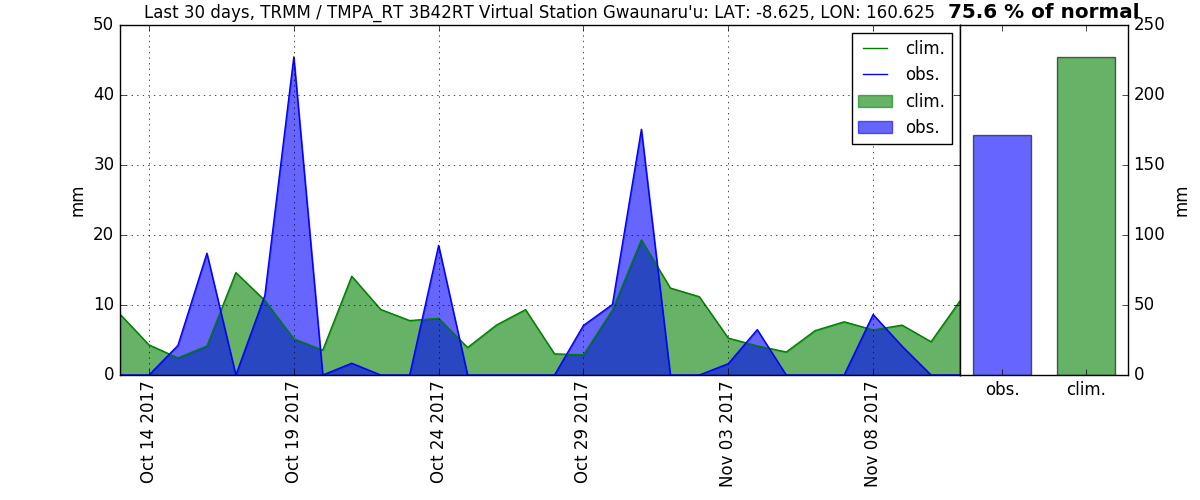 Last 30 days, TRMM / TMPA_RT 3B42RT Virtual Station Gwaunaru'u: LAT: -8.625, LON: 160.625 75.6 % of normal
50
40
30
20
10
0
mm
clim.
obs.
clim.
obs.
Oct 14 2017
Oct 19 2017
Oct 24 2017
Oct 29 2017
Nov 03 2017
Nov 08 2017
250
200
150
100
50
0
mm
obs. clim.